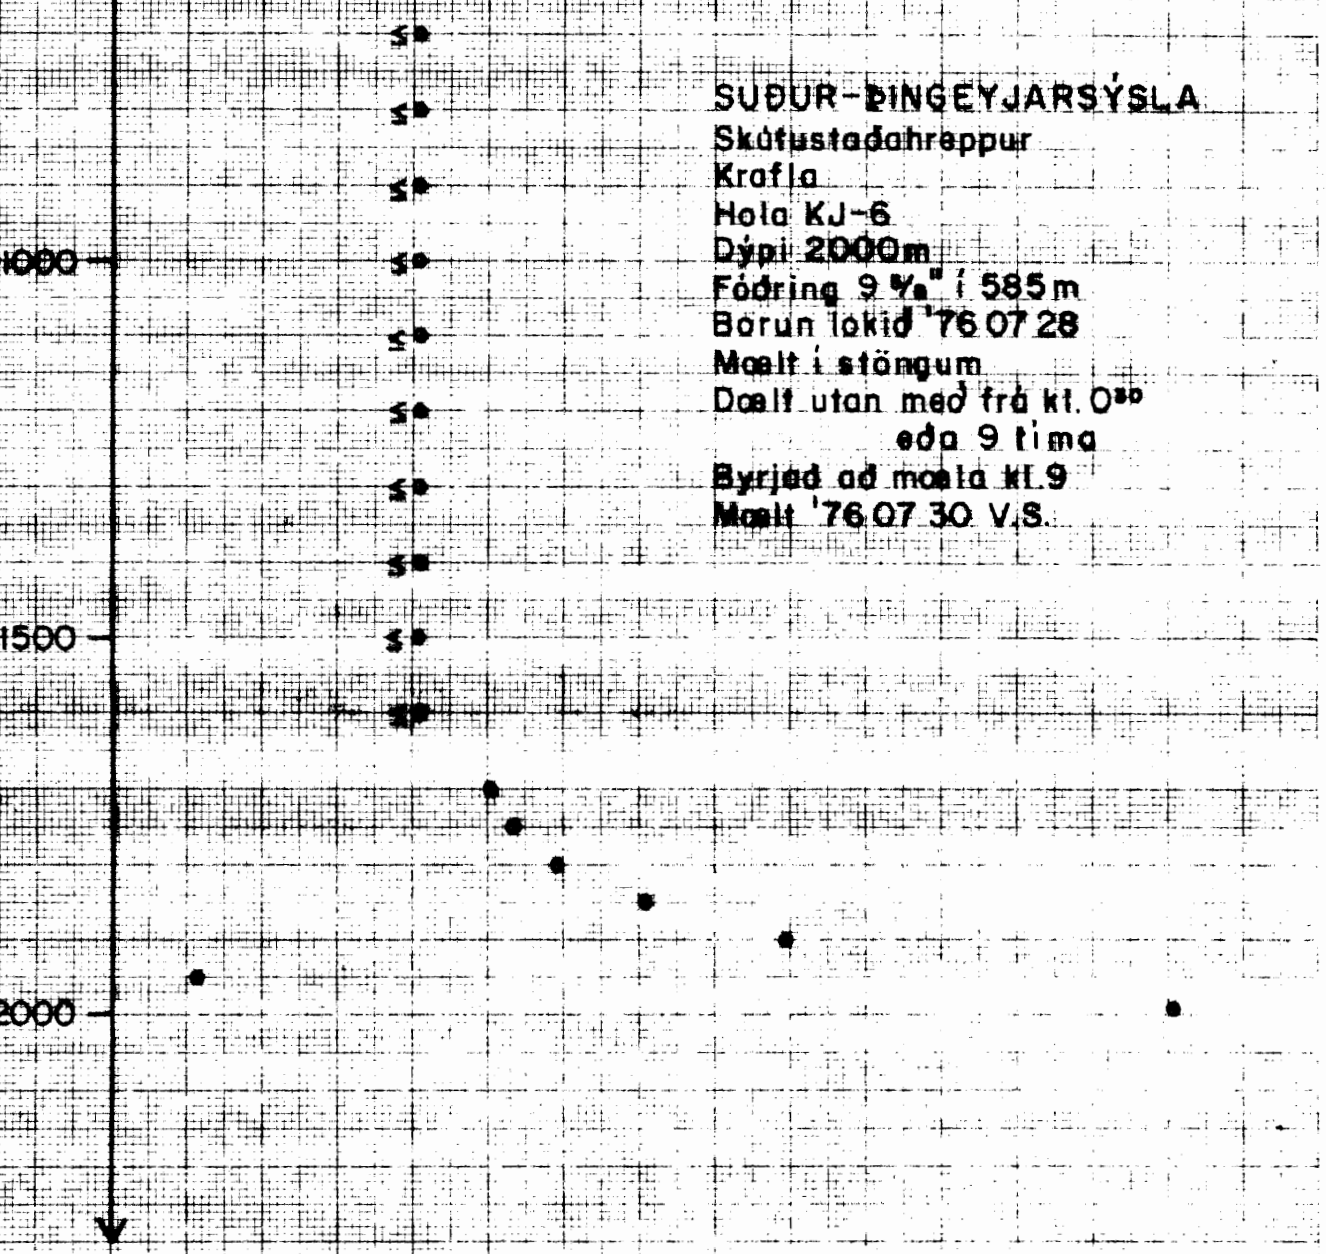 SUÐUR-ÞINGEYJARSÝSLA
Skútustaðahreppur
Krafla
Hola KJ-6
Dýpi 2000m
Fóðring 9 5/8" í 585m
Borun lokið '76 07 28
Mælt í stöngum
Dælt utan með frá kl. 0³⁰
eða 9 tíma
Byrjað að mæla kl. 9
Mælt '76 07 30 V.S.
≤
≤
≤
1000 ≤
≤
≤
≤
≤
1500 ≤
≤
2000